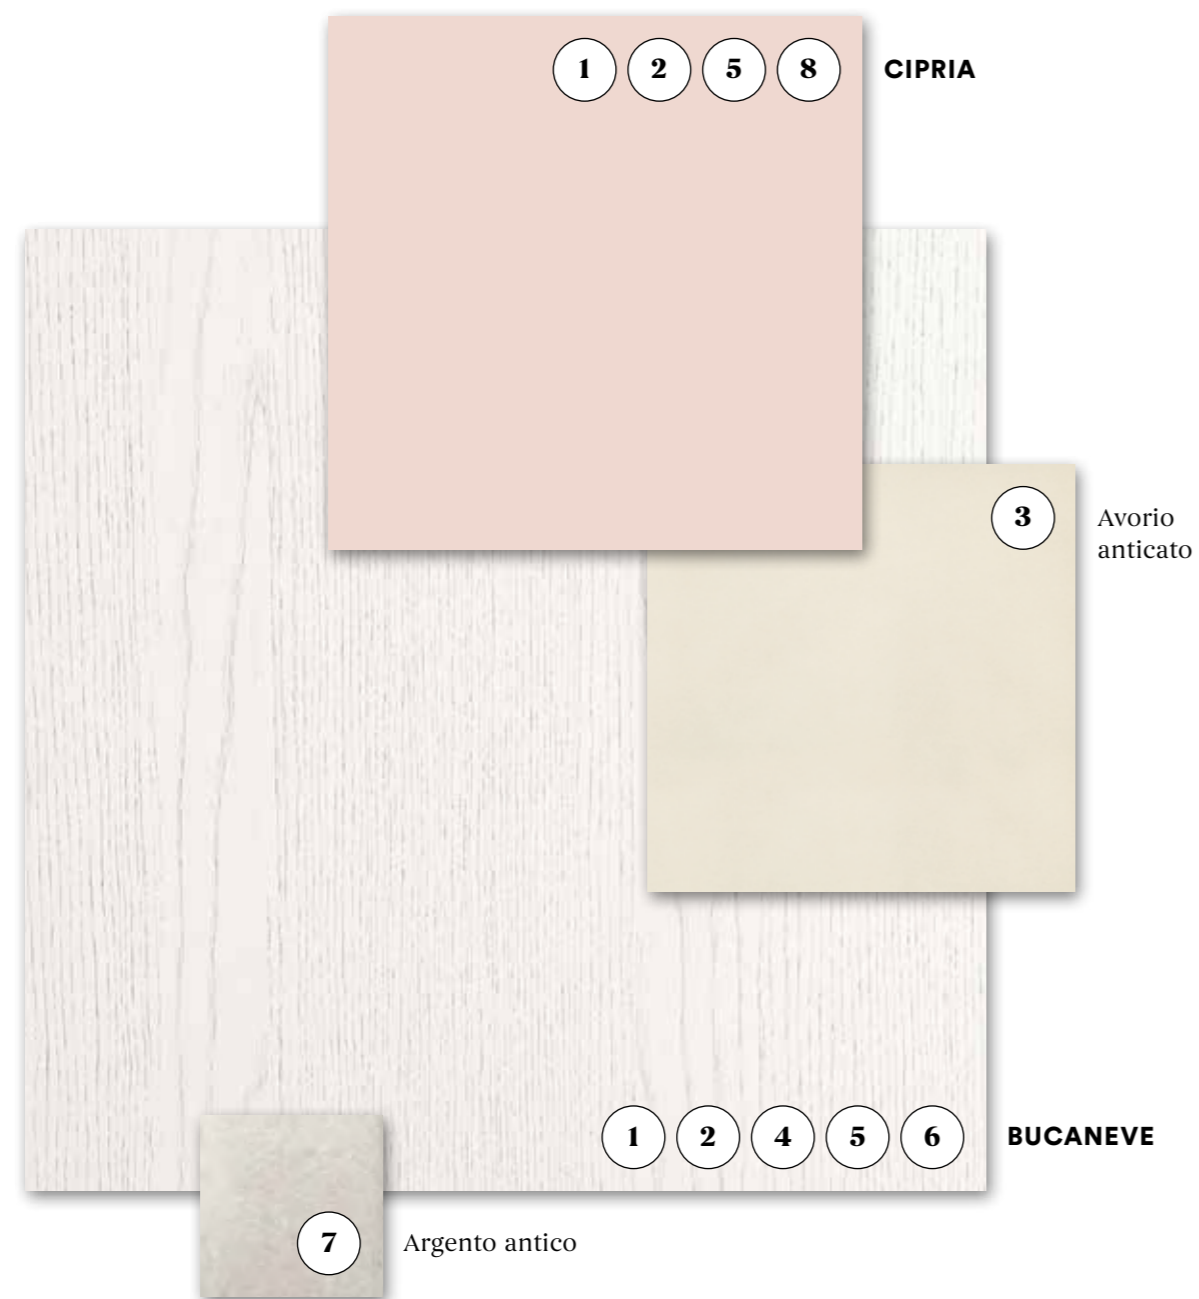 1 2 5 8 CIPRIA
3 Avorio
anticato
1 2 4 5 6 BUCANEVE
7 Argento antico